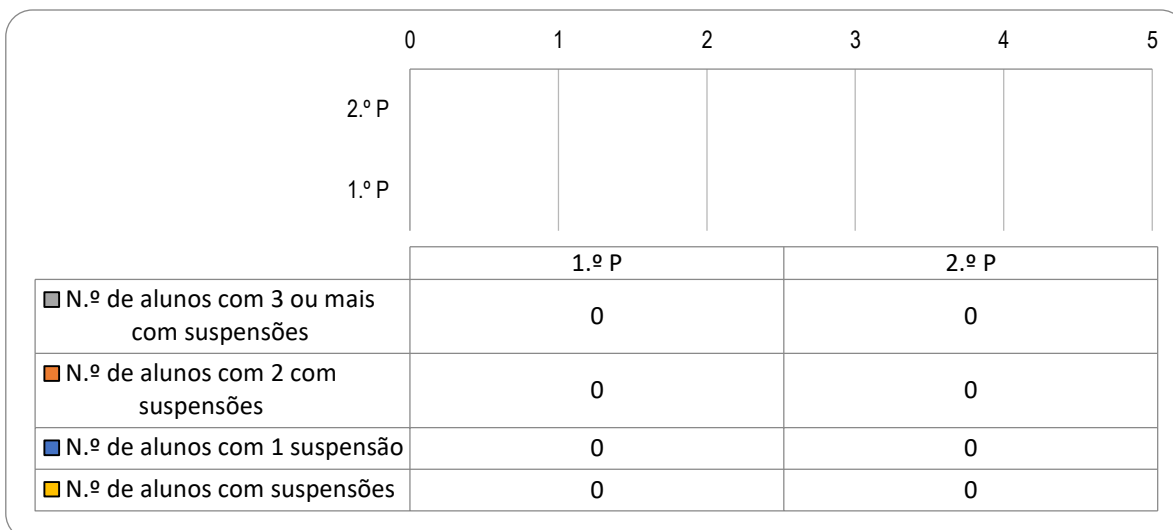 0 1 2 3 4 5
2.º P
1.º P
1.º P 2.º P
N.º de alunos com 3 ou mais
com suspensões 0 0
N.º de alunos com 2 com
suspensões 0 0
N.º de alunos com 1 suspensão 0 0
N.º de alunos com suspensões 0 0